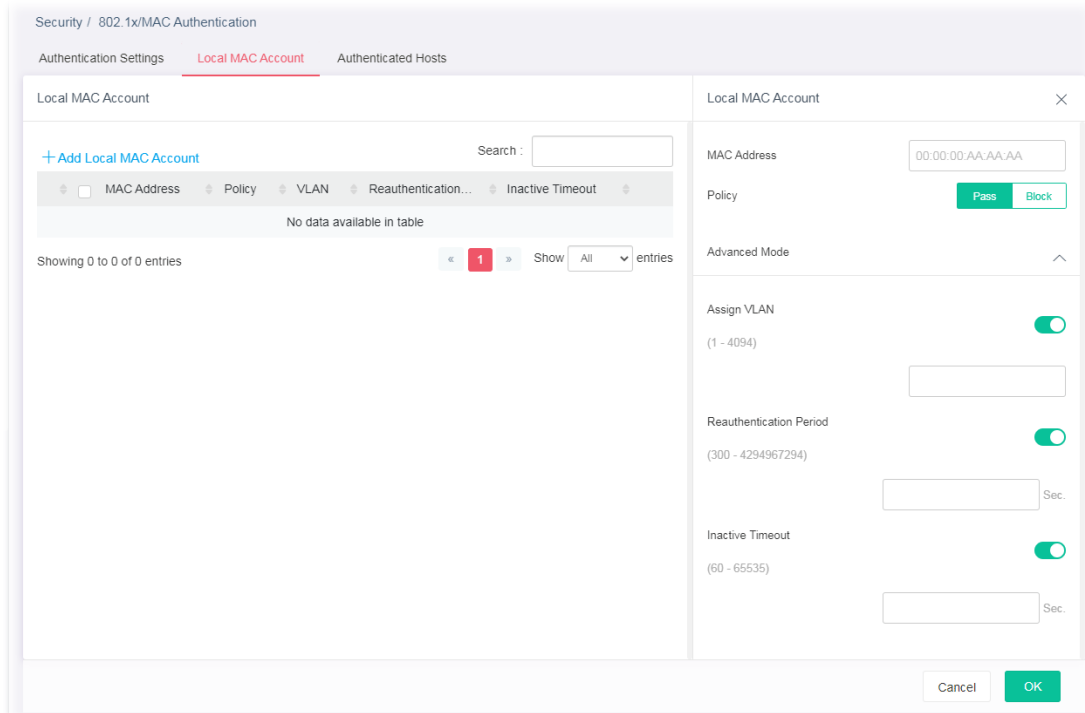 Security / 802.1x/MAC Authentication
Authentication Settings Local MAC Account Authenticated Hosts
Local MAC Account
+Add Local MAC Account Search :
MAC Address Policy VLAN Reauthentication... Inactive Timeout
No data available in table
Showing 0 to 0 of 0 entries « 1 » Show All entries
Local MAC Account
MAC Address 00:00:00:AA:AA:AA
Policy Pass Block
Advanced Mode
Assign VLAN
(1 - 4094)
Reauthentication Period
(300 - 4294967294)
Sec.
Inactive Timeout
(60 - 65535)
Sec.
Cancel OK